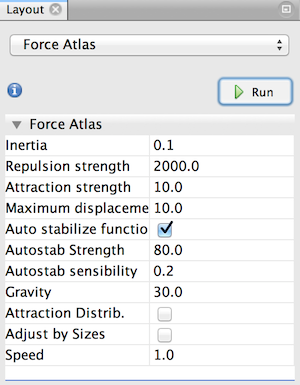 Layout
Force Atlas
Run
Force Atlas
Inertia 0.1
Repulsion strength 2000.0
Attraction strength 10.0
Maximum displaceme 10.0
Auto stabilize functio
Autostab Strength 80.0
Autostab sensibility 0.2
Gravity 30.0
Attraction Distrib.
Adjust by Sizes
Speed 1.0